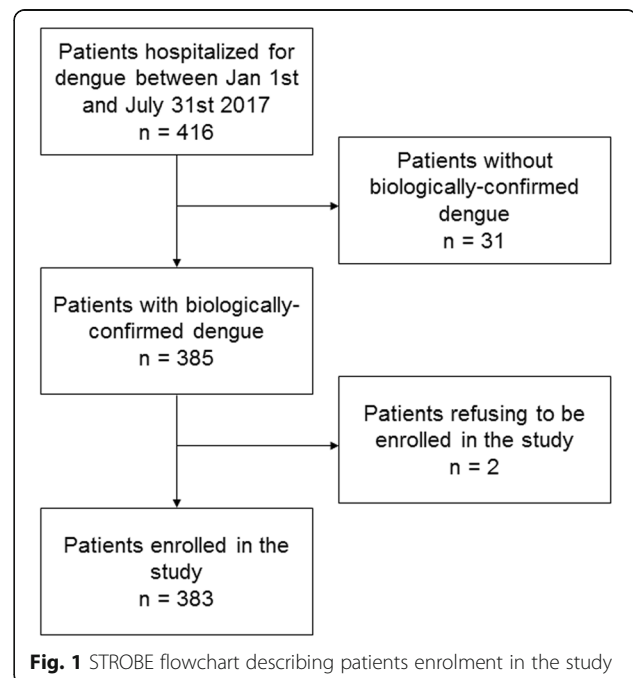 Patients hospitalized for
dengue between Jan 1st
and July 31st 2017
n = 416
Patients without
biologically-confirmed
dengue
n = 31
Patients with biologically-
confirmed dengue
n = 385
Patients refusing to be
enrolled in the study
n = 2
Patients enrolled in the
study
n = 383
Fig. 1 STROBE flowchart describing patients enrolment in the study